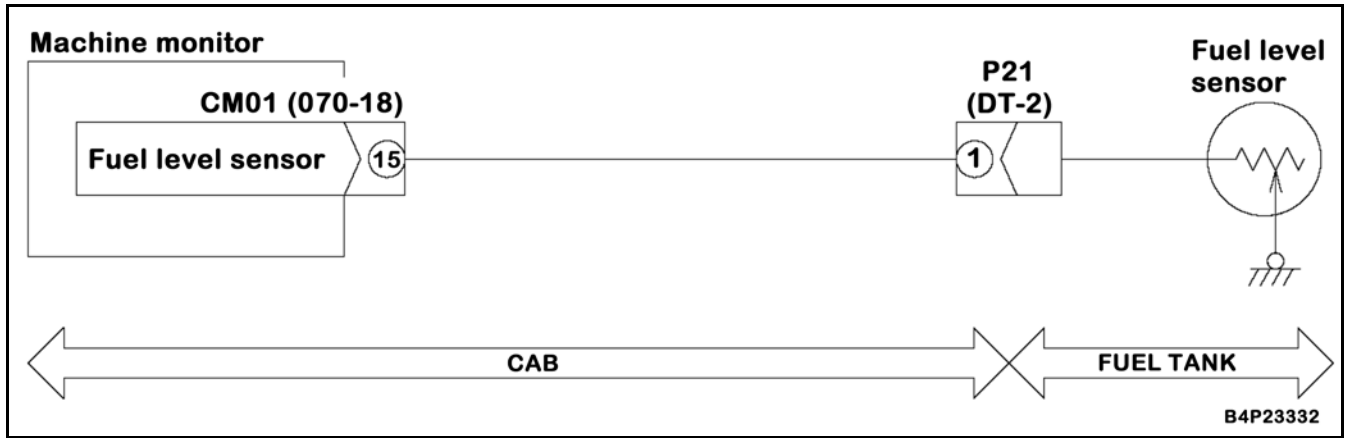 Machine monitor
CM01 (070-18)
Fuel level sensor
15
P21
(DT-2)
1
Fuel level
sensor
CAB
FUEL TANK
B4P23332